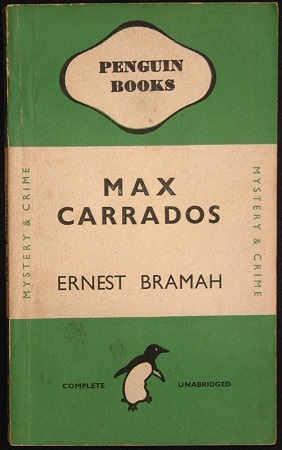 PENGUIN
BOOKS
MYSTERY & CRIME
MAX
CARRADOS
ERNEST BRAMAH
MYSTERY & CRIME
COMPLETE UNABRIDGED